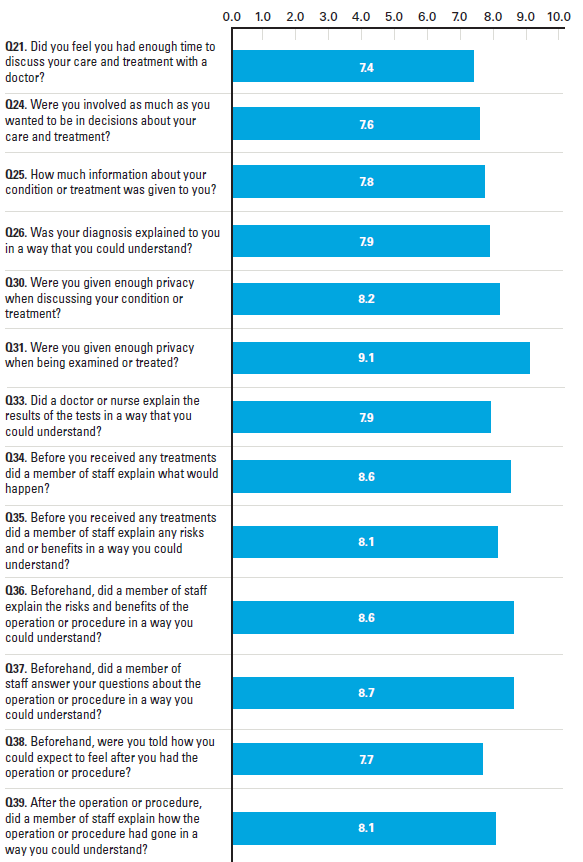 0.0 1.0 2.0 3.0 4.0 5.0 6.0 7.0 8.0 9.0 10.0
Q21. Did you feel you had enough time to
discuss your care and treatment with a
doctor?
7.4
Q24. Were you involved as much as you
wanted to be in decisions about your
care and treatment?
7.6
Q25. How much information about your
condition or treatment was given to you?
7.8
Q26. Was your diagnosis explained to you
in a way that you could understand?
7.9
Q30. Were you given enough privacy
when discussing your condition or
treatment?
8.2
Q31. Were you given enough privacy
when being examined or treated?
9.1
Q33. Did a doctor or nurse explain the
results of the tests in a way that you
could understand?
7.9
Q34. Before you received any treatments
did a member of staff explain what would
happen?
8.6
Q35. Before you received any treatments
did a member of staff explain any risks
and or benefits in a way you could
understand?
8.1
Q36. Beforehand, did a member of staff
explain the risks and benefits of the
operation or procedure in a way you
could understand?
8.6
Q37. Beforehand, did a member of
staff answer your questions about the
operation or procedure in a way you
could understand?
8.7
Q38. Beforehand, were you told how you
could expect to feel after you had the
operation or procedure?
7.7
Q39. After the operation or procedure,
did a member of staff explain how the
operation or procedure had gone in a
way you could understand?
8.1